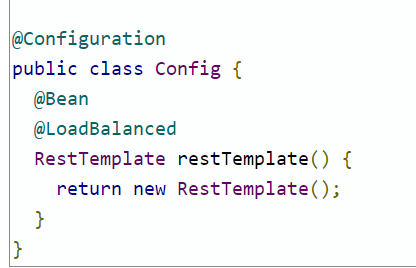 @Configuration
public class Config {
  @Bean
  @LoadBalanced
  RestTemplate restTemplate() {
    return new RestTemplate();
  }
}